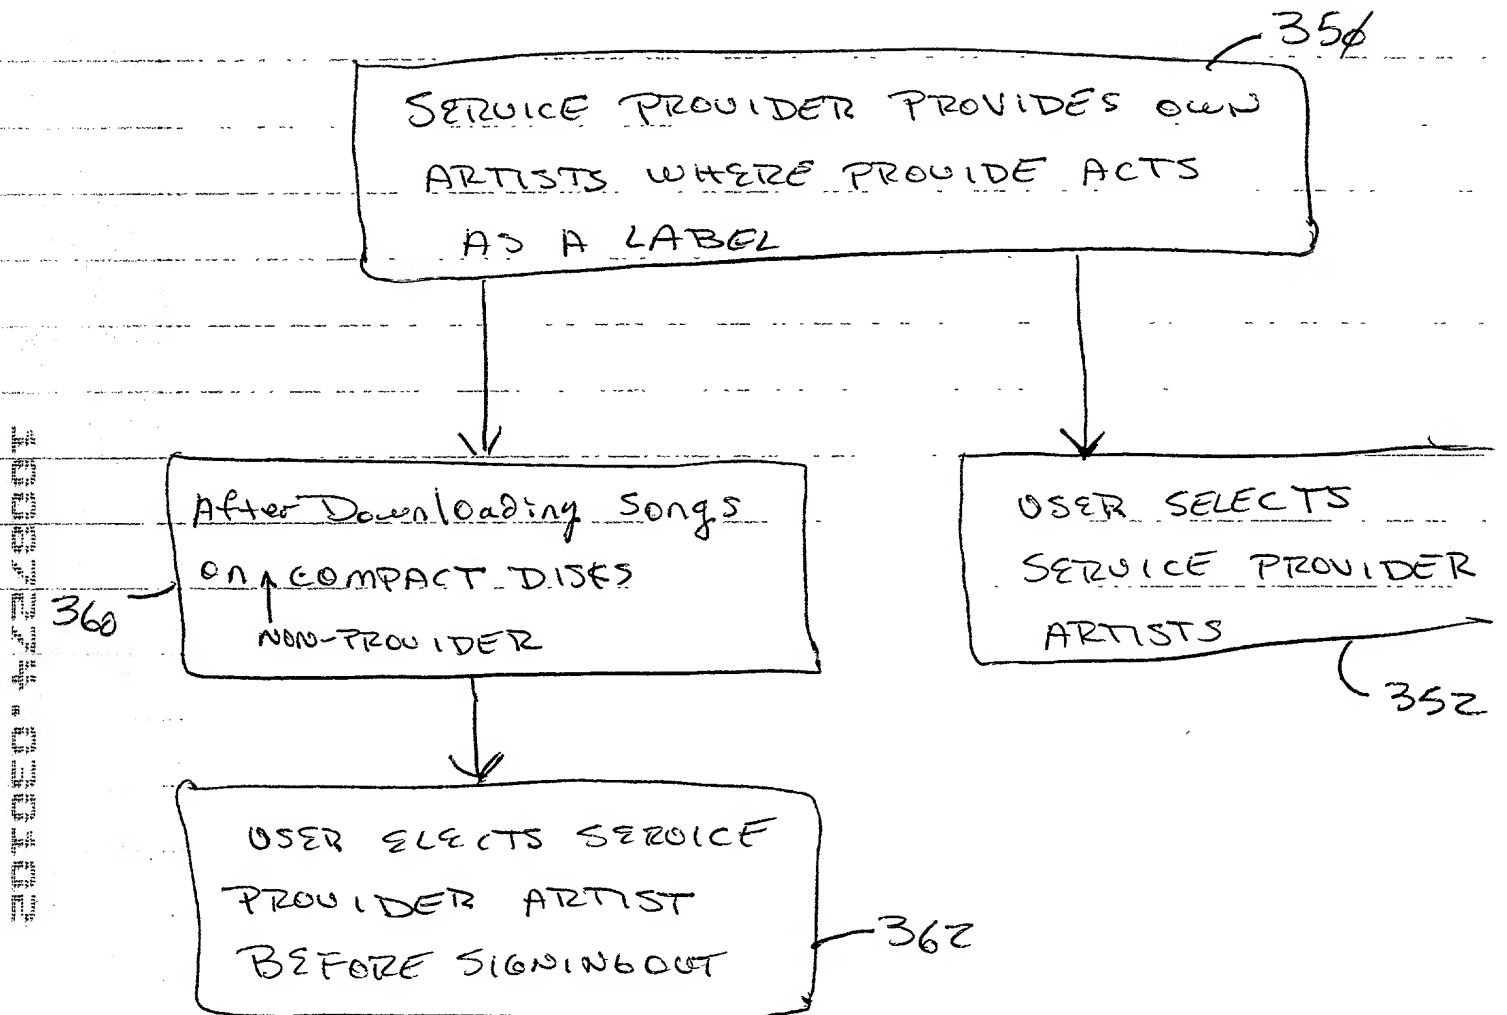 350
SERVICE PROVIDER PROVIDES OWN
ARTISTS WHERE PROVIDE ACTS
AS A LABEL
After Downloading Songs
on COMPACT DISKS
NON-PROVIDER
360
USER SELECTS
SERVICE PROVIDER
ARTISTS
352
USER ELECTS SERVICE
PROVIDER ARTIST
BEFORE SIGNINGOUT
362